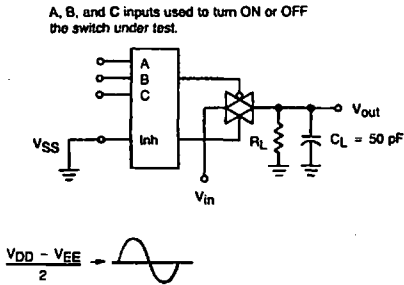 A, B, and C inputs used to turn ON or OFF
the switch under test.
A
B
C
VSS
Inh
Vout
RL
CL = 50 pF
Vin
VDD - VEE
2